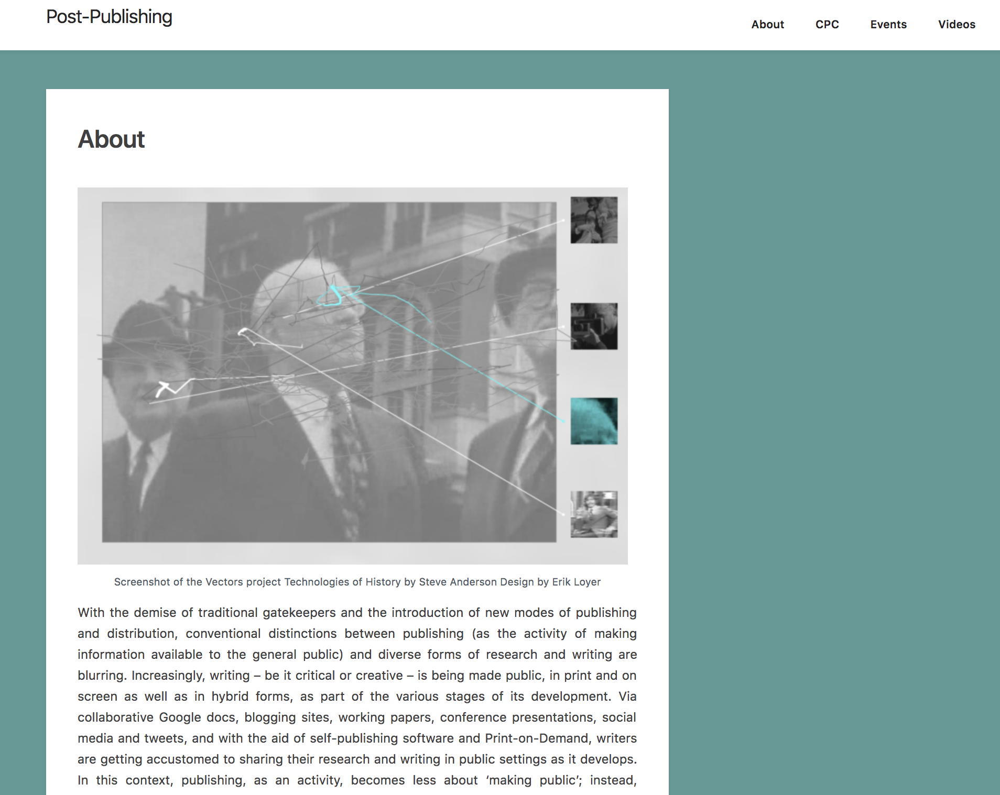 Post-Publishing
About CPC Events Videos
About
Screenshot of the Vectors project Technologies of History by Steve Anderson Design by Erik Loyer
With the demise of traditional gatekeepers and the introduction of new modes of publishing
and distribution, conventional distinctions between publishing (as the activity of making
information available to the general public) and diverse forms of research and writing are
blurring. Increasingly, writing – be it critical or creative – is being made public, in print and on
screen as well as in hybrid forms, as part of the various stages of its development. Via
collaborative Google docs, blogging sites, working papers, conference presentations, social
media and tweets, and with the aid of self-publishing software and Print-on-Demand, writers
are getting accustomed to sharing their research and writing in public settings as it develops.
In this context, publishing, as an activity, becomes less about ‘making public’; instead,